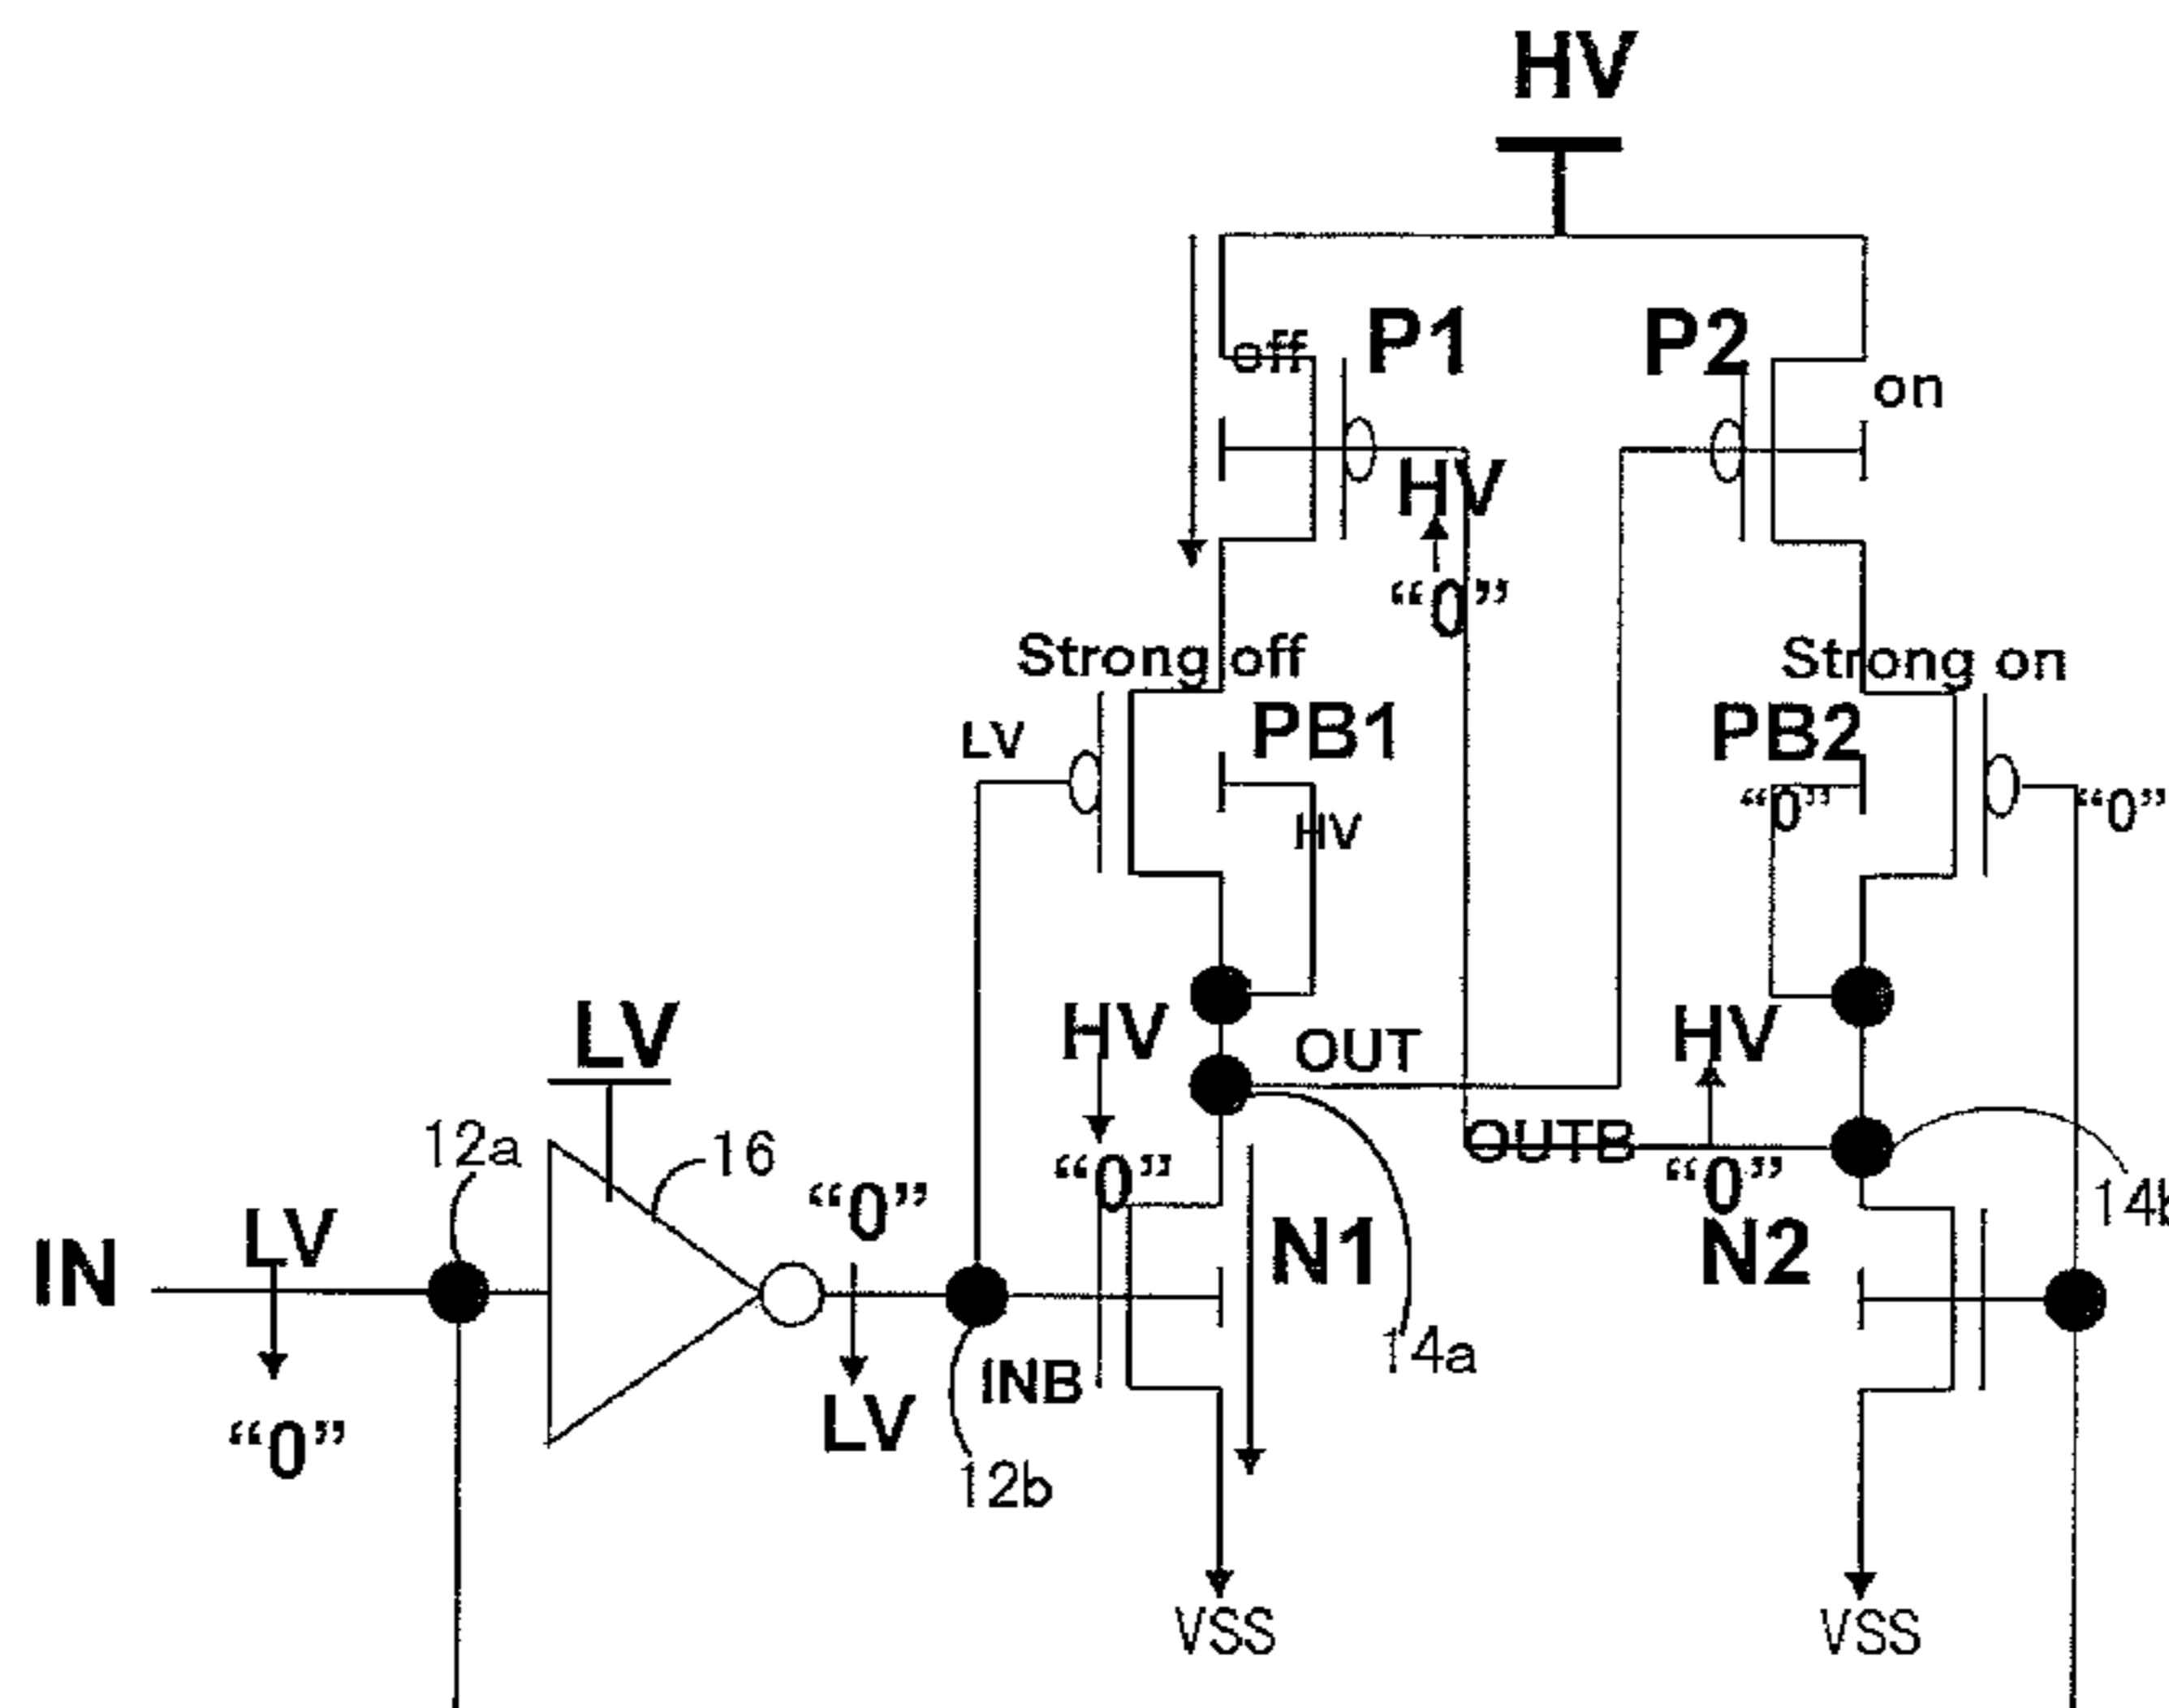 HV
off
P1
P2
on
HV
“0”
Strong off
Strong on
LV
PB1
HV
PB2
“0”
“0”
HV
OUT
HV
LV
12a
16
“0”
“0”
OUTB
“0”
14b
IN
LV
N1
N2
14a
INB
LV
“0”
12b
VSS
VSS